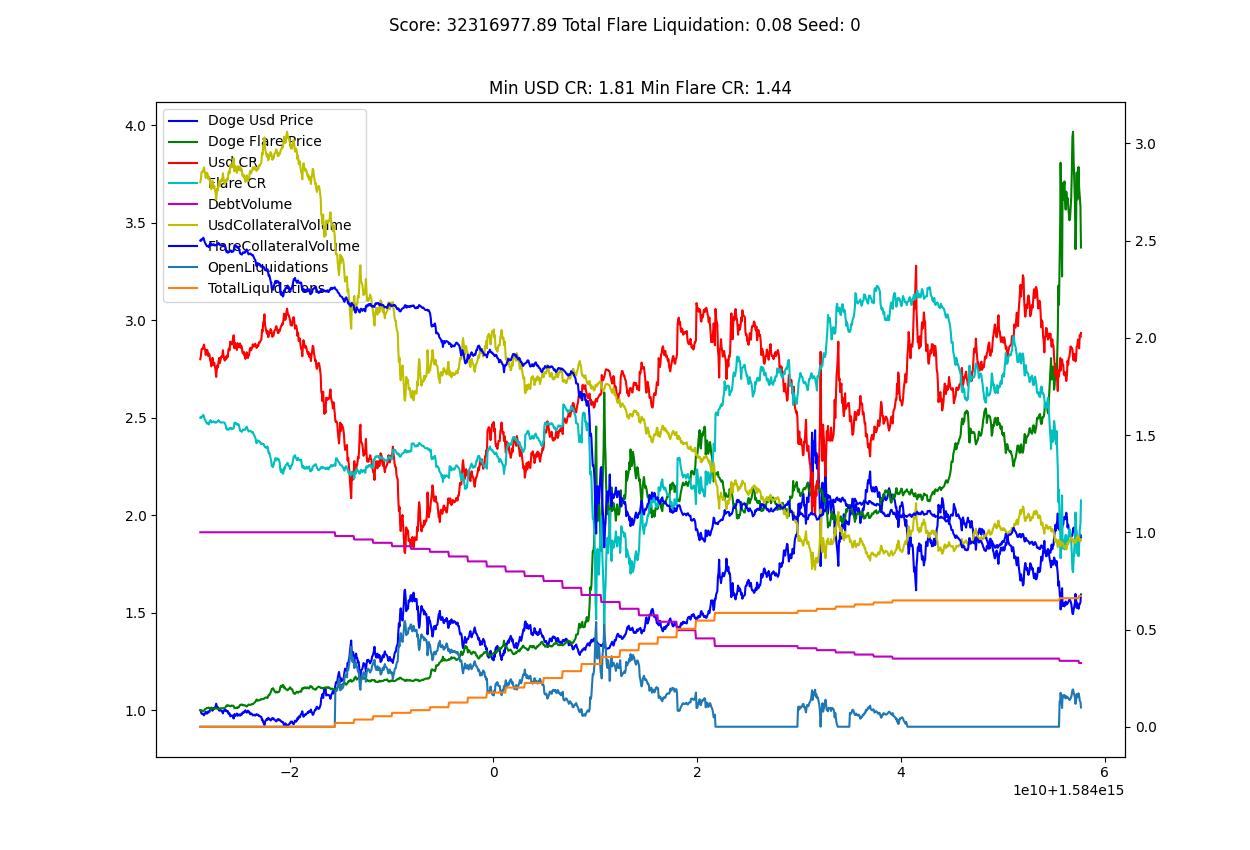 Score: 32316977.89 Total Flare Liquidation: 0.08 Seed: 0
Min USD CR: 1.81 Min Flare CR: 1.44
Doge Usd Price
Doge Flare Price
Usd CR
Flare CR
DebtVolume
UsdCollateralVolume
FlareCollateralVolume
OpenLiquidations
TotalLiquidations
4.0
3.5
3.0
2.5
2.0
1.5
1.0
3.0
2.5
2.0
1.5
1.0
0.5
0.0
−2
0
2
4
6
1e10+1.584e15